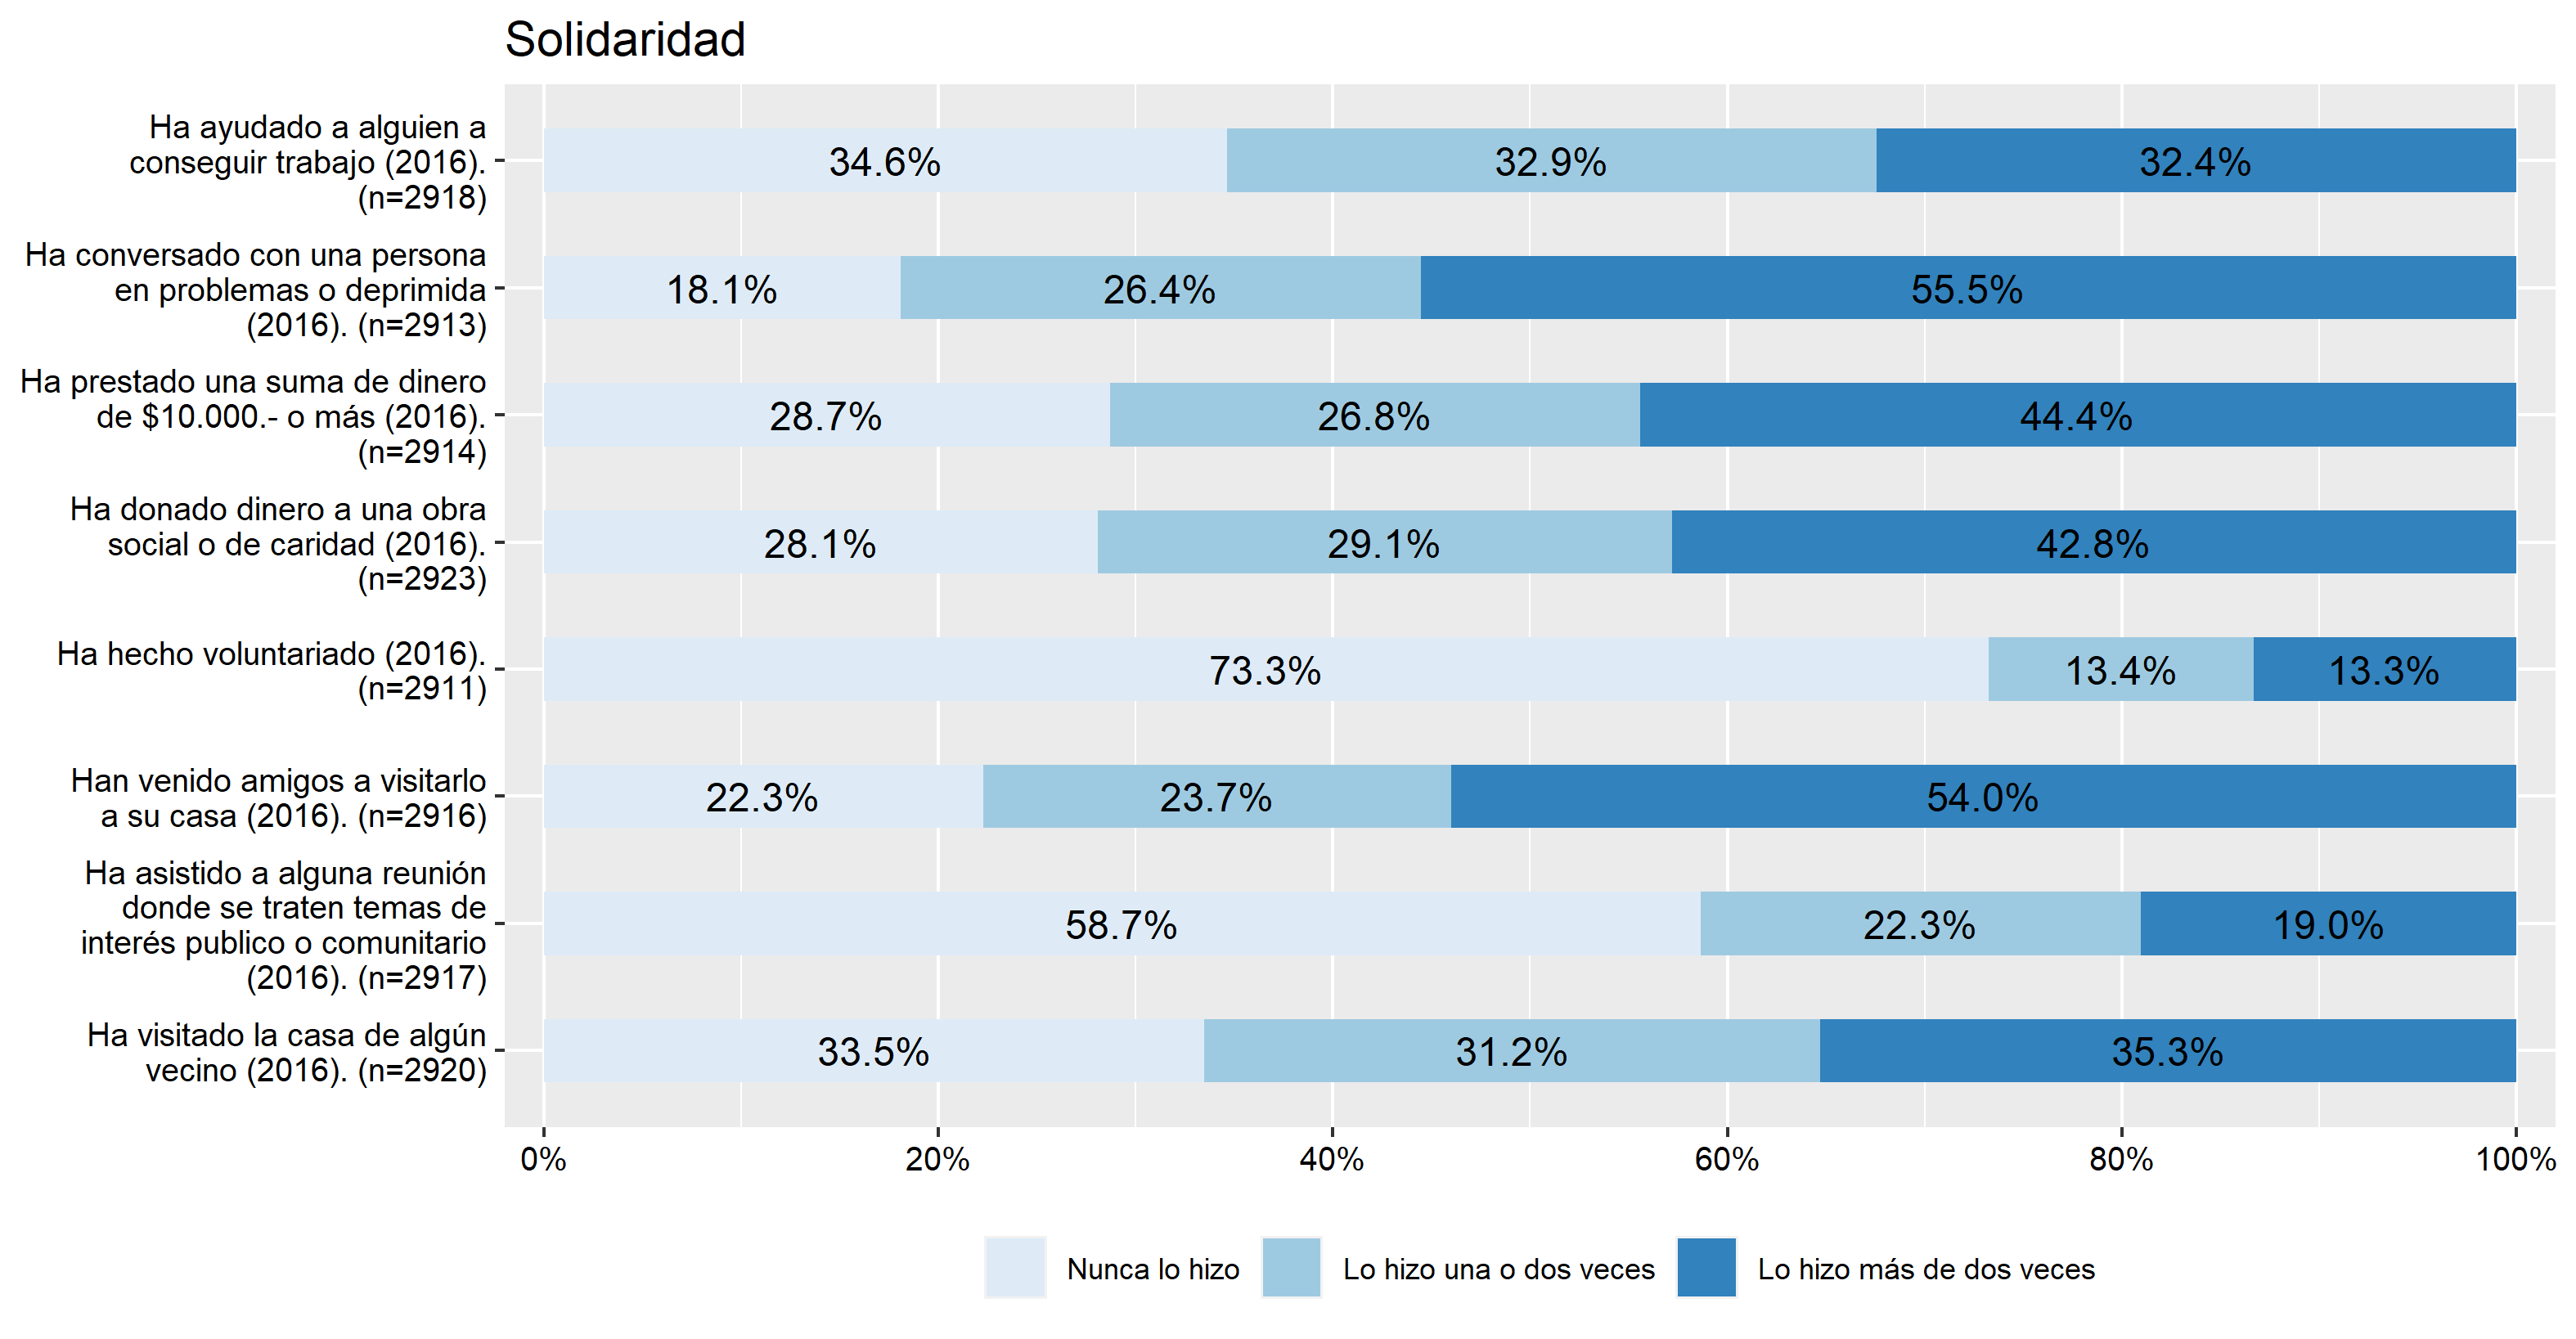 Solidaridad
Ha ayudado a alguien a
conseguir trabajo (2016).
(n=2918)
34.6%
32.9%
32.4%
Ha conversado con una persona
en problemas o deprimida
(2016). (n=2913)
18.1%
26.4%
55.5%
Ha prestado una suma de dinero
de $10.000.- o más (2016).
(n=2914)
28.7%
26.8%
44.4%
Ha donado dinero a una obra
social o de caridad (2016).
(n=2923)
28.1%
29.1%
42.8%
Ha hecho voluntariado (2016).
(n=2911)
73.3%
13.4%
13.3%
Han venido amigos a visitarlo
a su casa (2016). (n=2916)
22.3%
23.7%
54.0%
Ha asistido a alguna reunión
donde se traten temas de
interés publico o comunitario
(2016). (n=2917)
58.7%
22.3%
19.0%
Ha visitado la casa de algún
vecino (2016). (n=2920)
33.5%
31.2%
35.3%
0%
20%
40%
60%
80%
100%
Nunca lo hizo
Lo hizo una o dos veces
Lo hizo más de dos veces